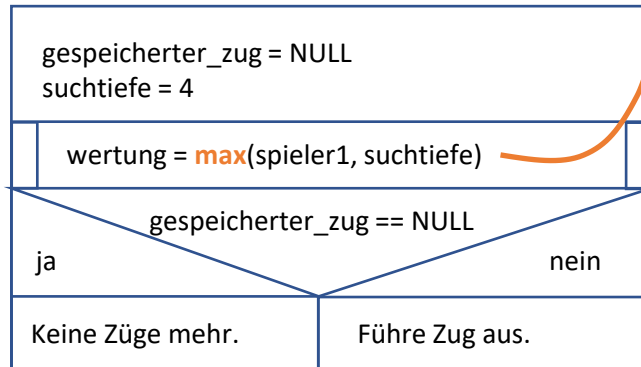 gespeicherter_zug = NULL
suchtiefe = 4
wertung = max(spieler1, suchtiefe)
gespeicherter_zug == NULL
ja nein
Keine Züge mehr. Führe Zug aus.